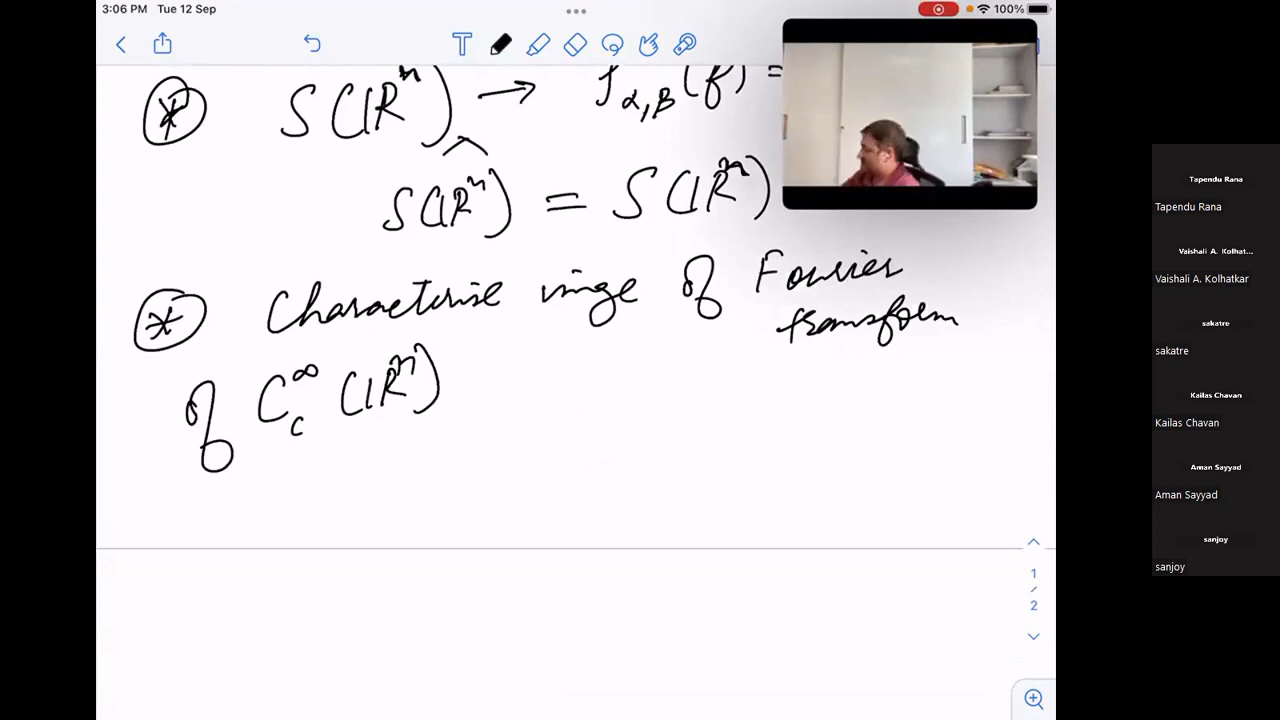 3:06 PM Tue 12 Sep
100%
S(ℝⁿ) → ρ_{α,β}(f) =
S(ℝⁿ)^ = S(ℝⁿ)
Characterise range of Fourier
transform
of C_c^∞ (ℝⁿ)
1
/
2
Tapendu Rana
Tapendu Rana
Vaishali A. Kolhat...
Vaishali A. Kolhatkar
sakatre
sakatre
Kailas Chavan
Kailas Chavan
Aman Sayyad
Aman Sayyad
sanjoy
sanjoy